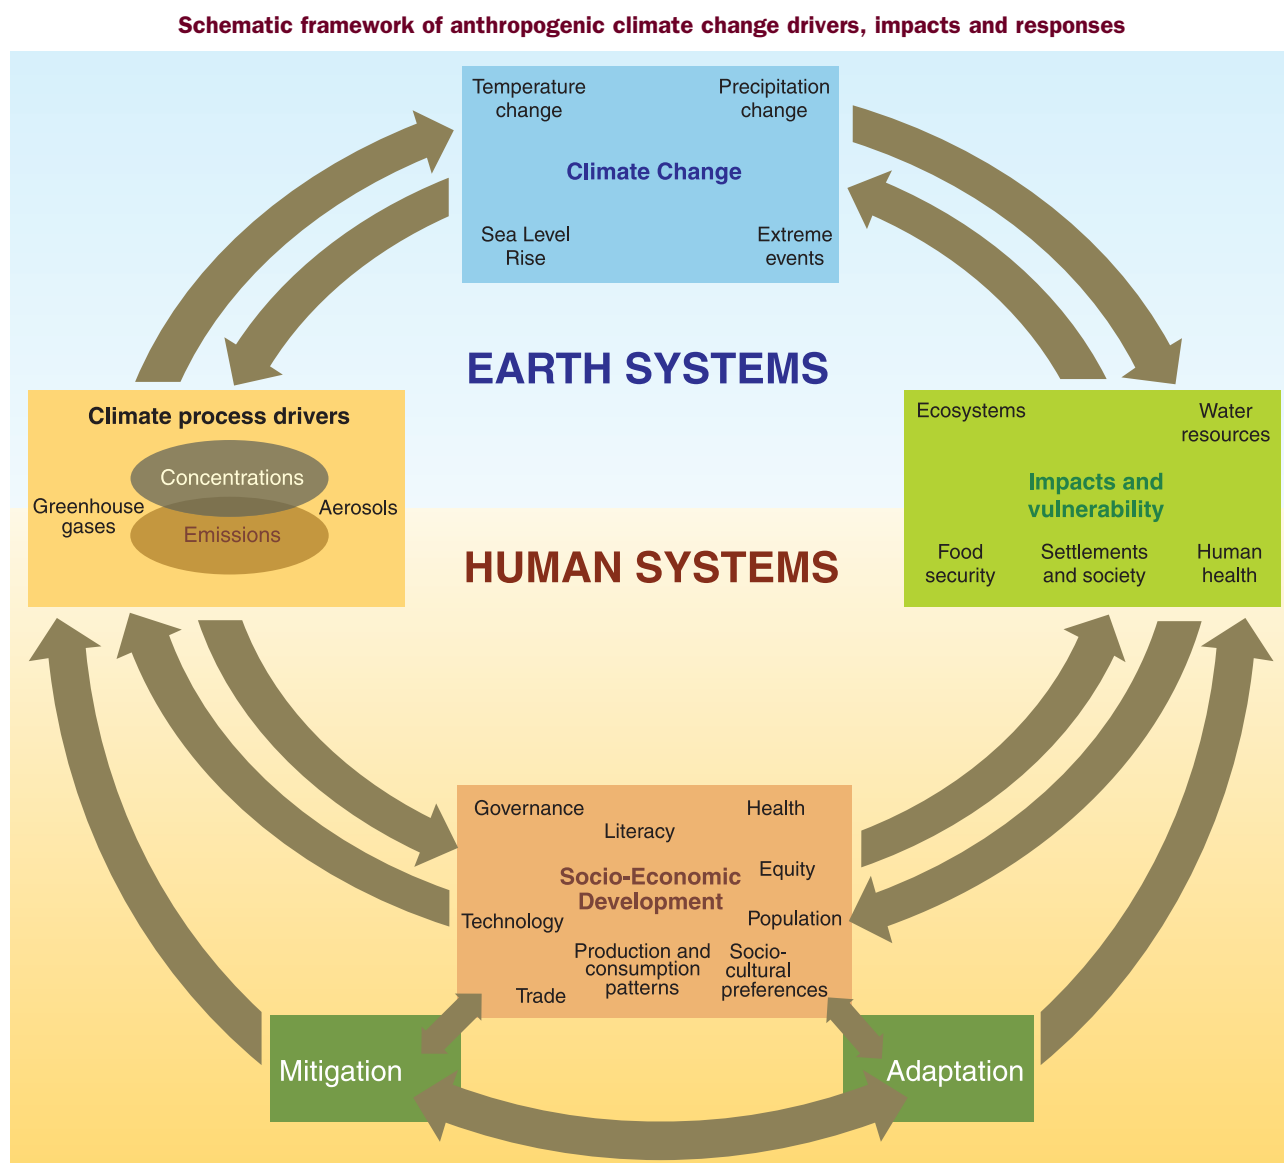 Schematic framework of anthropogenic climate change drivers, impacts and responses
Temperature
change
Precipitation
change
Climate Change
Sea Level
Rise
Extreme
events
EARTH SYSTEMS
Climate process drivers
Concentrations
Greenhouse
gases
Aerosols
Emissions
Ecosystems
Water
resources
Impacts and
vulnerability
Food
security
Settlements
and society
Human
health
HUMAN SYSTEMS
Governance
Literacy
Health
Socio-Economic
Development
Equity
Technology
Population
Production and
consumption
patterns
Socio-
cultural
preferences
Trade
Mitigation
Adaptation